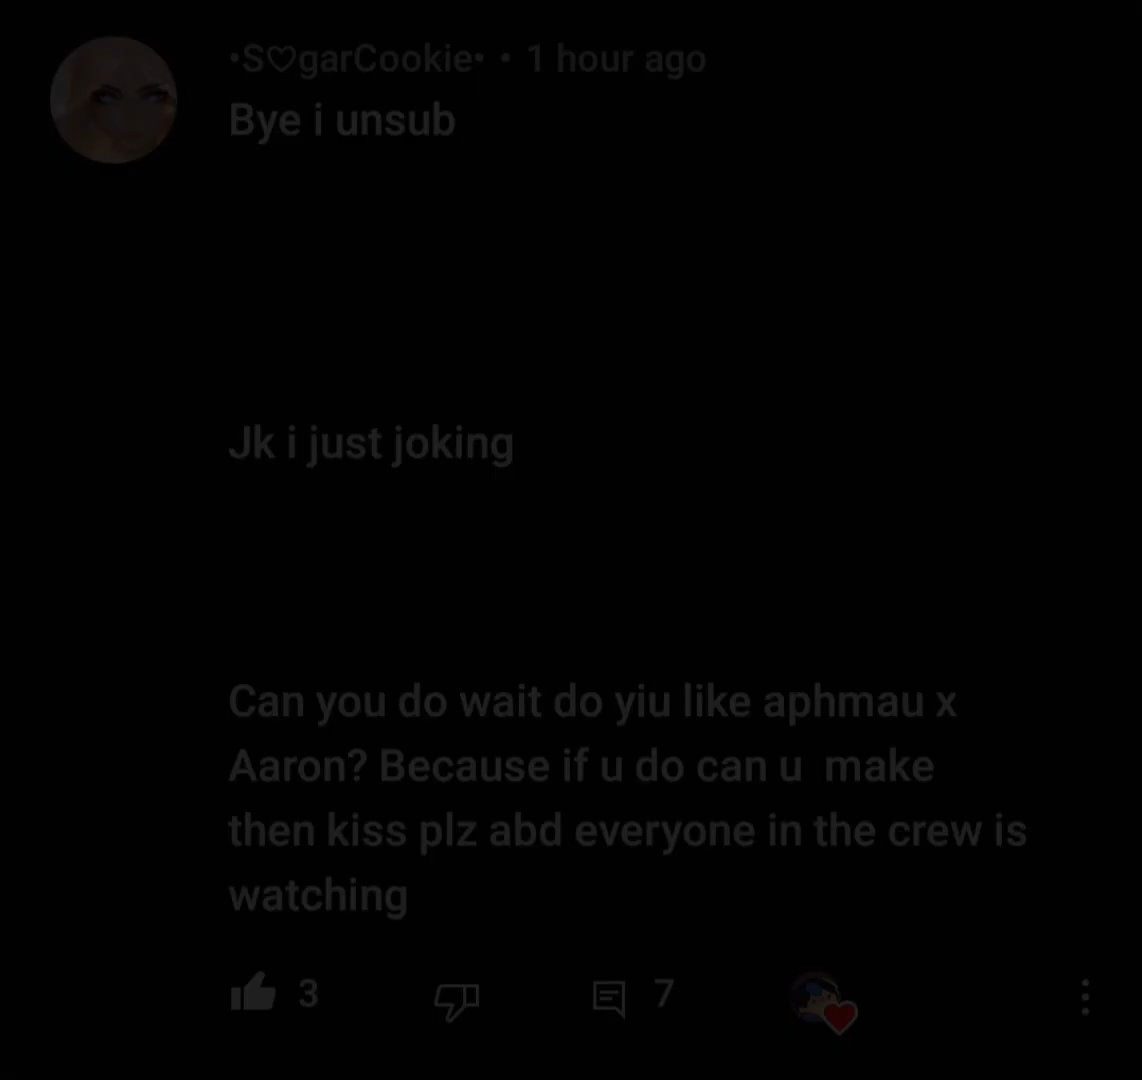 •S♡garCookie• • 1 hour ago
Bye i unsub
Jk i just joking
Can you do wait do yiu like aphmau x
Aaron? Because if u do can u  make
then kiss plz abd everyone in the crew is
watching
3
7